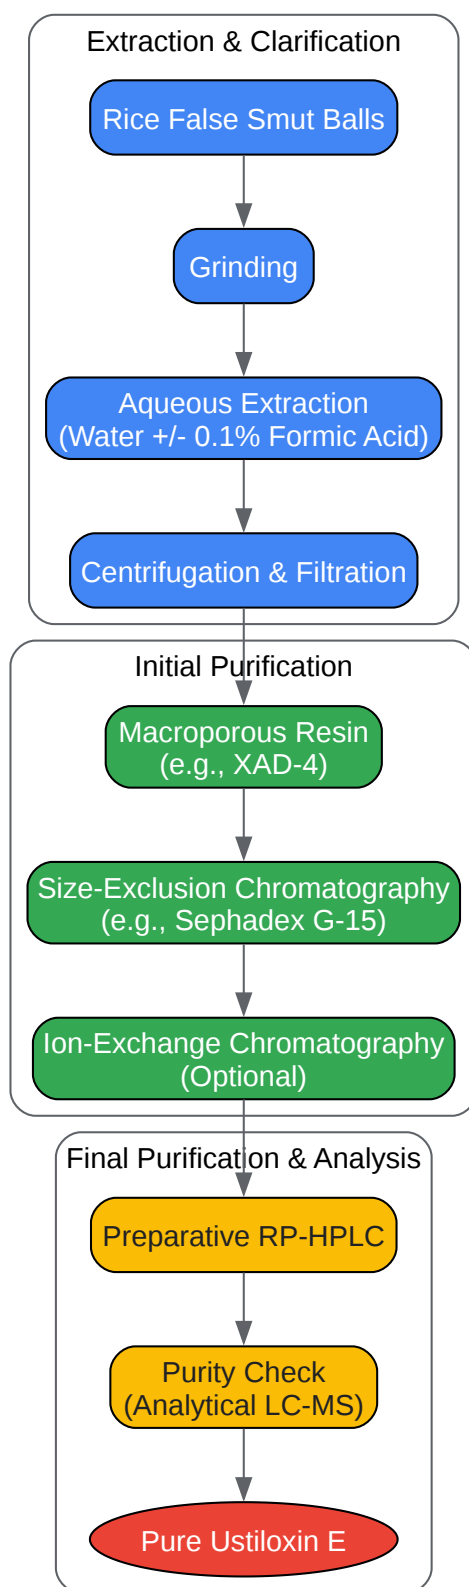 Extraction & Clarification
Rice False Smut Balls
Grinding
Aqueous Extraction
(Water +/- 0.1% Formic Acid)
Centrifugation & Filtration
Initial Purification
Macroporous Resin
(e.g., XAD-4)
Size-Exclusion Chromatography
(e.g., Sephadex G-15)
Ion-Exchange Chromatography
(Optional)
Final Purification & Analysis
Preparative RP-HPLC
Purity Check
(Analytical LC-MS)
Pure Ustiloxin E